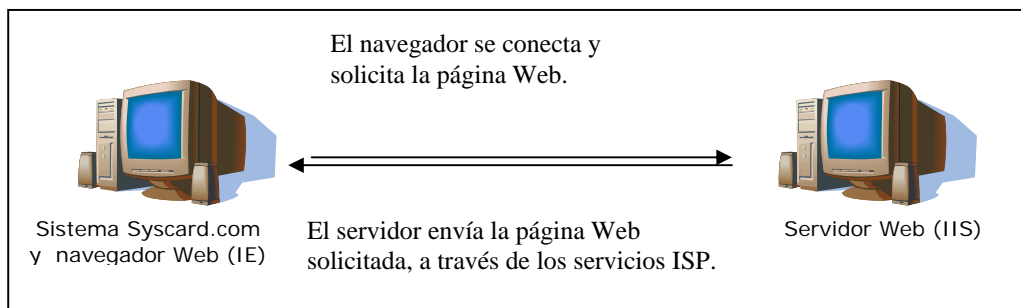 El navegador se conecta y
solicita la página Web.
Sistema Syscard.com
y navegador Web (IE)
El servidor envía la página Web
solicitada, a través de los servicios ISP.
Servidor Web (IIS)